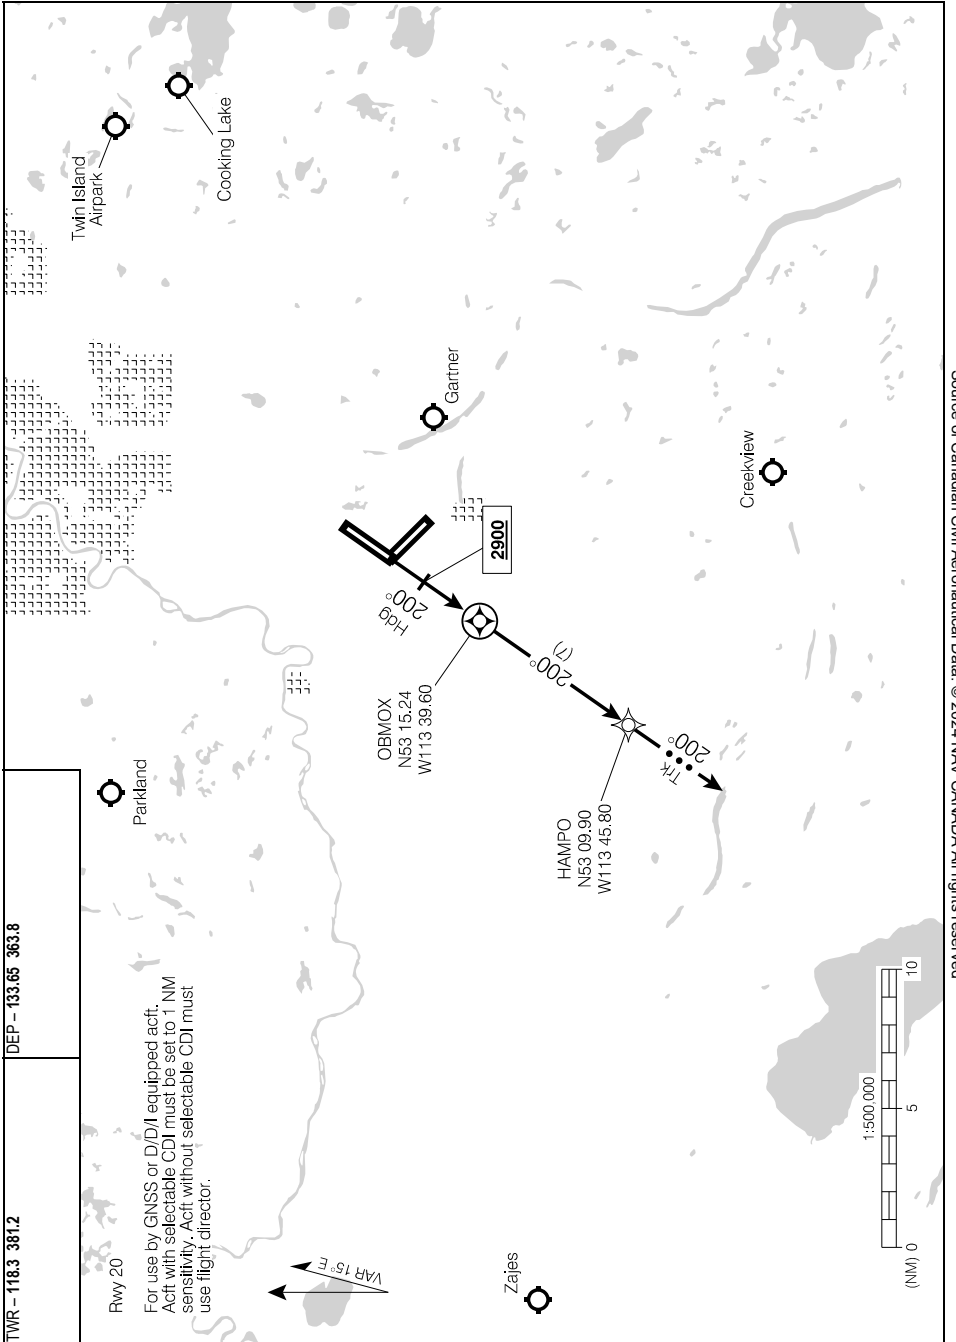 TWR – 118.3 381.2
DEP – 133.65 363.8
Rwy 20
For use by GNSS or D/D/I equipped acft.
Acft with selectable CDI must be set to 1 NM
sensitivity. Acft without selectable CDI must
use flight director.
VAR 15° E
Parkland
Twin Island
Airpark
Cooking Lake
Gartner
Creekview
Zajes
2900
Hdg
200°
OBMOX
N53 15.24
W113 39.60
200°
(7)
HAMPO
N53 09.90
W113 45.80
Trk
200°
1:500,000
(NM) 0 5 10
Source of Canadian Civil Aeronautical Data: © 2024 NAV CANADA All rights reserved